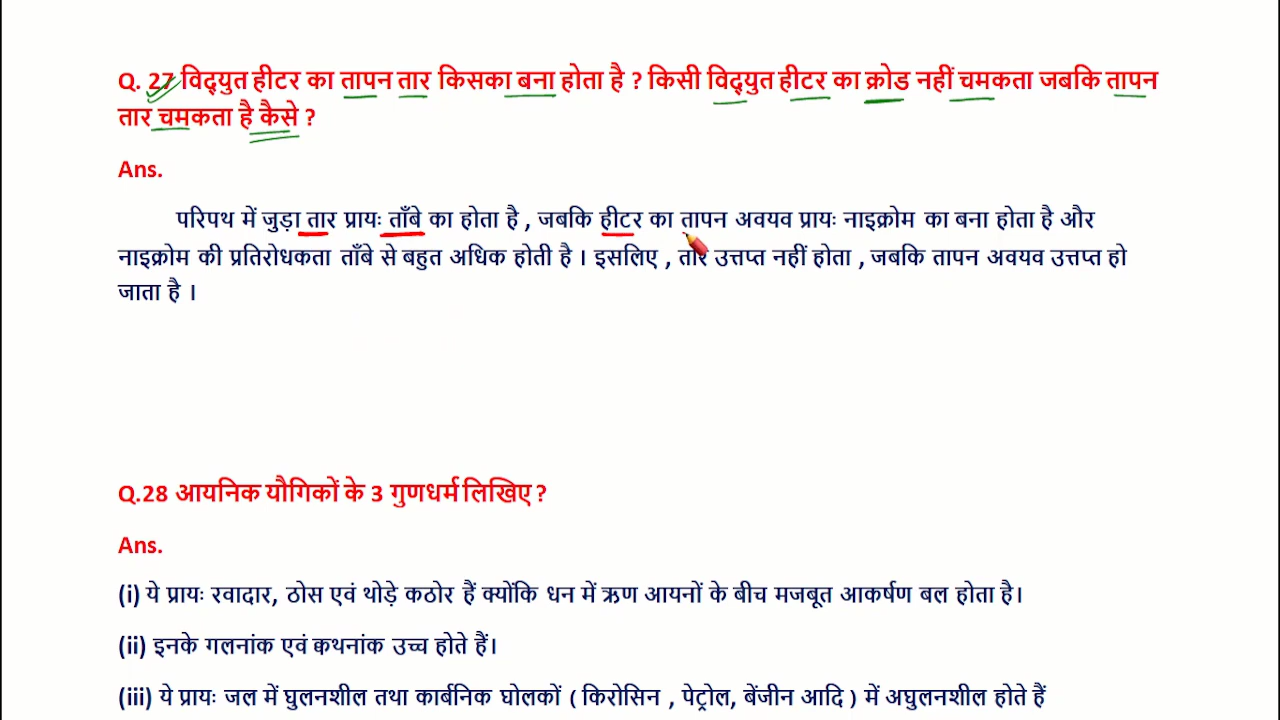 Q. 27 विद्युत हीटर का तापन तार किसका बना होता है ? किसी विद्युत हीटर का क्रोड नहीं चमकता जबकि तापन
तार चमकता है कैसे ?
Ans.
परिपथ में जुड़ा तार प्रायः ताँबे का होता है , जबकि हीटर का तापन अवयव प्रायः नाइक्रोम का बना होता है और
नाइक्रोम की प्रतिरोधकता ताँबे से बहुत अधिक होती है । इसलिए , तार उत्तप्त नहीं होता , जबकि तापन अवयव उत्तप्त हो
जाता है ।
Q.28 आयनिक यौगिकों के 3 गुणधर्म लिखिए ?
Ans.
(i) ये प्रायः रवादार, ठोस एवं थोड़े कठोर हैं क्योंकि धन में ऋण आयनों के बीच मजबूत आकर्षण बल होता है।
(ii) इनके गलनांक एवं क्वथनांक उच्च होते हैं।
(iii) ये प्रायः जल में घुलनशील तथा कार्बनिक घोलकों ( किरोसिन , पेट्रोल, बेंजीन आदि ) में अघुलनशील होते हैं